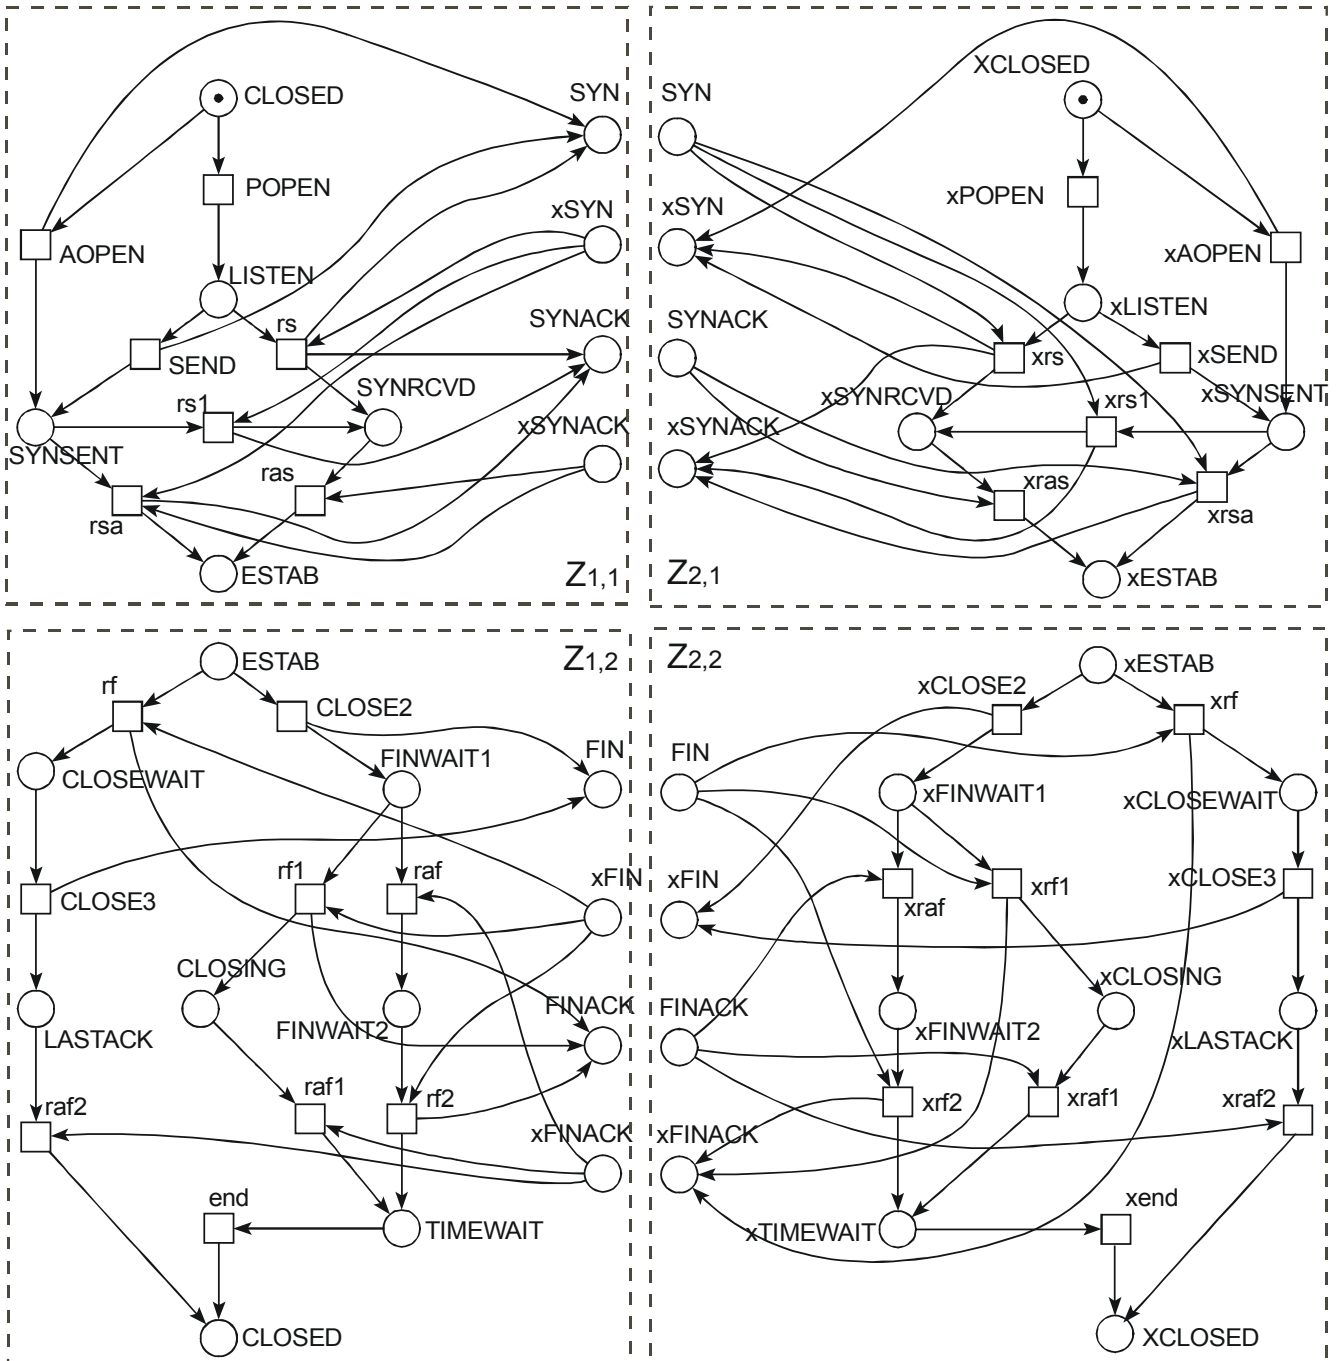 CLOSED
SYN
POPEN
xSYN
AOPEN
LISTEN
rs
SYNACK
SEND
SYNRCVD
rs1
xSYNACK
SYNSENT
ras
rsa
ESTAB
Z1,1
XCLOSED
SYN
xPOPEN
xSYN
xAOPEN
xLISTEN
SYNACK
xrs
xSEND
xSYNRCVD
xSYNSENT
xrs1
xSYNACK
xras
xrsa
xESTAB
Z2,1
ESTAB
Z1,2
rf
CLOSE2
FIN
FINWAIT1
CLOSEWAIT
rf1
raf
xFIN
CLOSE3
CLOSING
FINACK
FINWAIT2
LASTACK
raf1
rf2
raf2
xFINACK
end
TIMEWAIT
CLOSED
Z2,2
xESTAB
xCLOSE2
xrf
FIN
xFINWAIT1
xCLOSEWAIT
xFIN
xrf1
xCLOSE3
xraf
xCLOSING
FINACK
xFINWAIT2
xLASTACK
xrf2
xraf1
xraf2
xFINACK
xend
xTIMEWAIT
XCLOSED